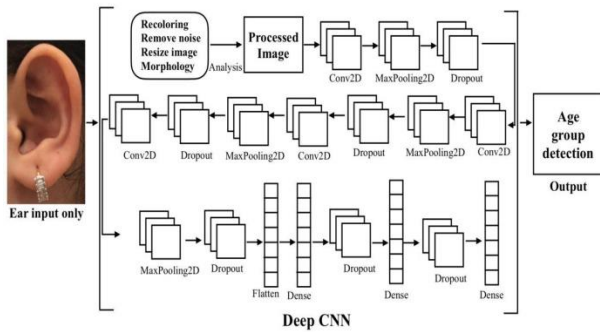 Recoloring
Remove noise
Resize image
Morphology
Analysis
Processed
Image
Conv2D
MaxPooling2D
Dropout
Conv2D
Dropout
MaxPooling2D
Conv2D
Dropout
MaxPooling2D
Conv2D
Age
group
detection
Output
Ear input only
MaxPooling2D
Dropout
Flatten
Dense
Dropout
Dense
Dropout
Dense
Deep CNN